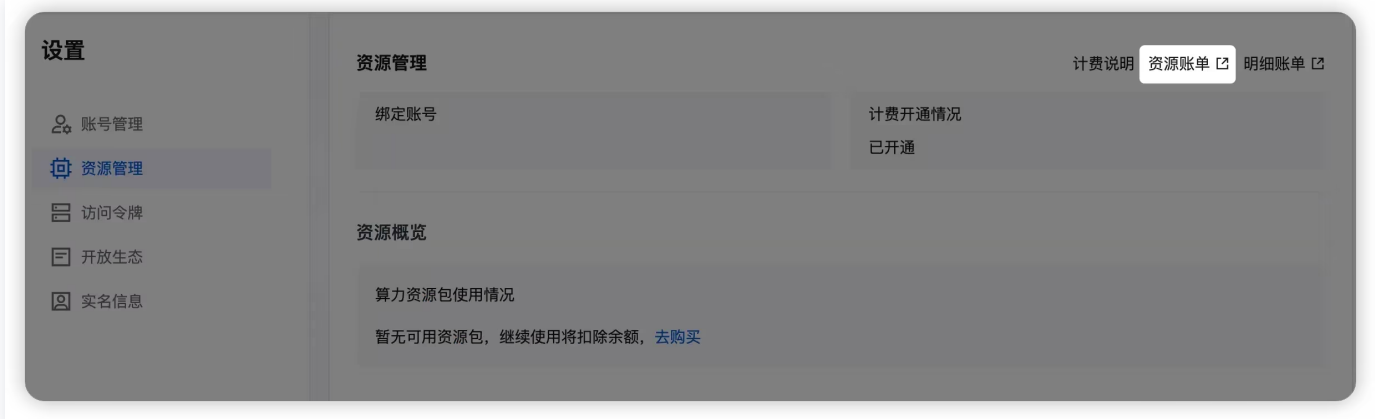 设置
账号管理
资源管理
访问令牌
开放生态
实名信息
资源管理
计费说明 资源账单 明细账单
绑定账号
计费开通情况
已开通
资源概览
算力资源包使用情况
暂无可用资源包，继续使用将扣除余额，去购买